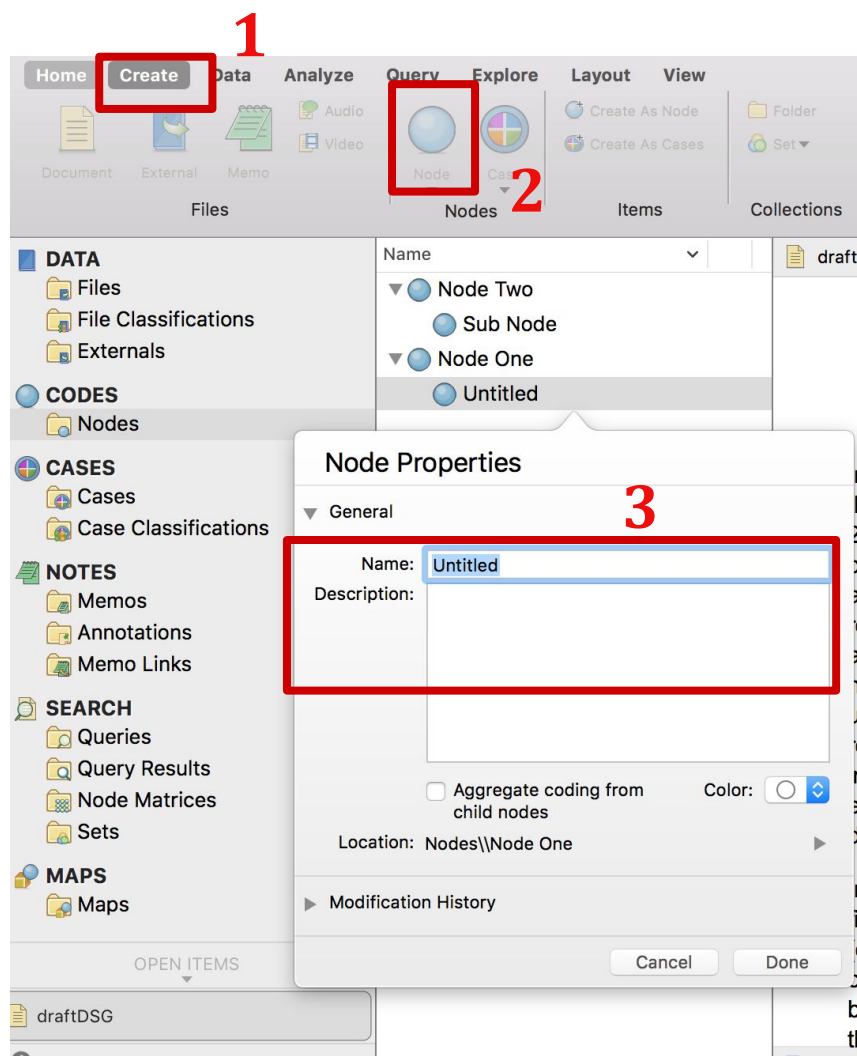 1
Home Create Data Analyze Query Explore Layout View
Audio
Create As Node
Folder
Video
Create As Cases
Set
Document External Memo
Node
2
Files
Nodes
Items
Collections
DATA
Files
File Classifications
Externals
CODES
Nodes
CASES
Cases
Case Classifications
NOTES
Memos
Annotations
Memo Links
SEARCH
Queries
Query Results
Node Matrices
Sets
MAPS
Maps
OPEN ITEMS
draftDSG
Name
Node Two
Sub Node
Node One
Untitled
draft
Node Properties
3
General
Name: Untitled
Description:
Aggregate coding from
child nodes
Color:
Location: Nodes\\Node One
Modification History
Cancel Done